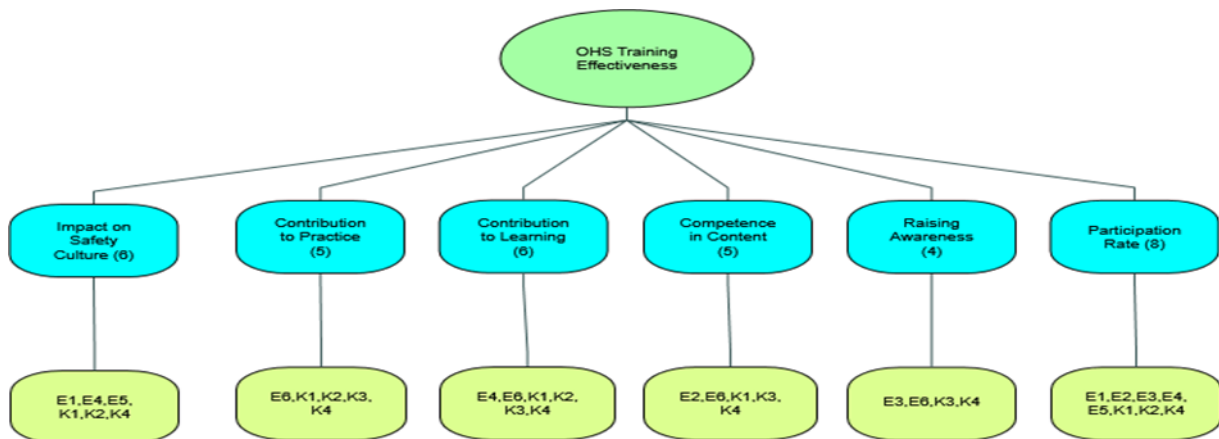 OHS Training
Effectiveness
Impact on
Safety
Culture (6)
Contribution
to Practice
(5)
Contribution
to Learning
(6)
Competence
in Content
(5)
Raising
Awareness
(4)
Participation
Rate (8)
E1,E4,E5,
K1,K2,K4
E6,K1,K2,K3,
K4
E4,E6,K1,K2,
K3,K4
E2,E6,K1,K3,
K4
E3,E6,K3,K4
E1,E2,E3,E4,
E5,K1,K2,K4